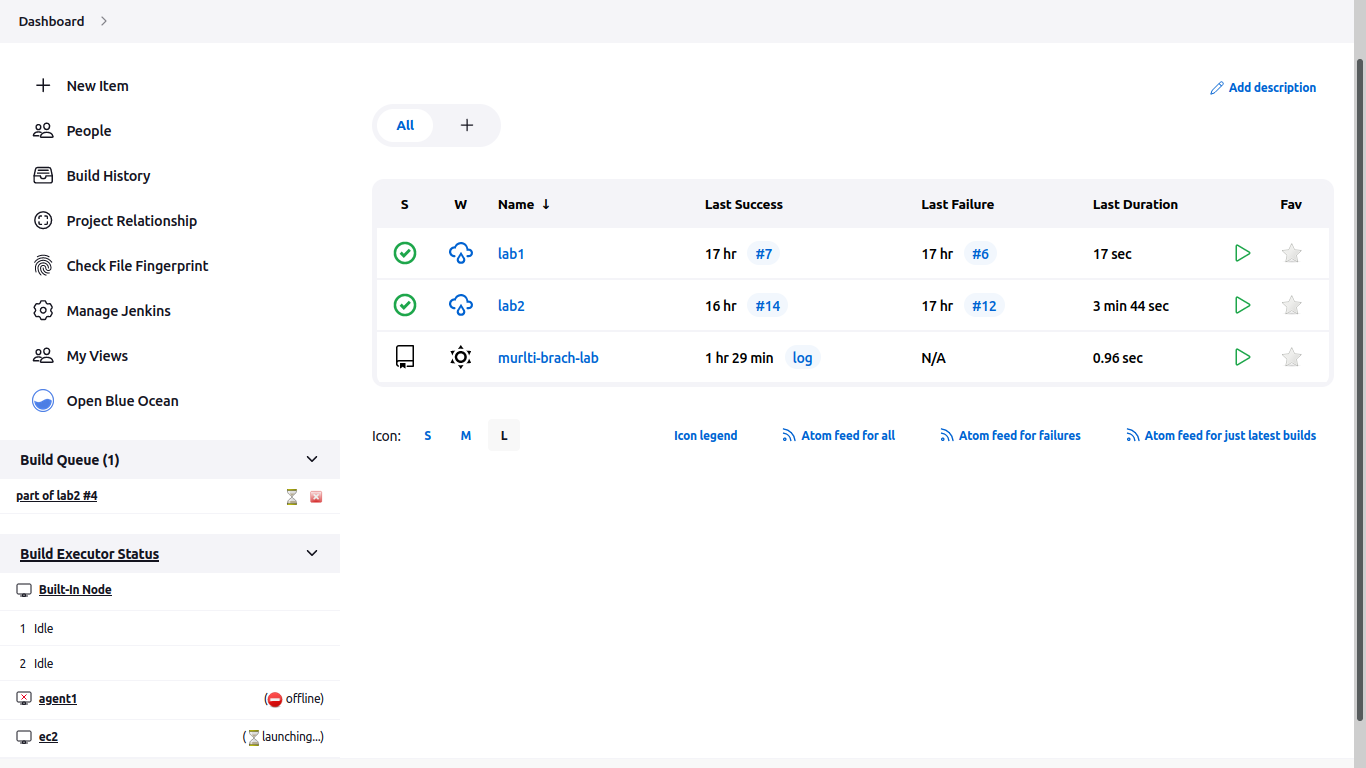 Dashboard
New Item
People
Build History
Project Relationship
Check File Fingerprint
Manage Jenkins
My Views
Open Blue Ocean
Build Queue (1)
part of lab2 #4
Build Executor Status
Built-In Node
1 Idle
2 Idle
agent1 (offline)
ec2 (launching...)
Add description
All +
S W Name ↓ Last Success Last Failure Last Duration Fav
lab1 17 hr #7 17 hr #6 17 sec
lab2 16 hr #14 17 hr #12 3 min 44 sec
murlti-brach-lab 1 hr 29 min log N/A 0.96 sec
Icon: S M L Icon legend Atom feed for all Atom feed for failures Atom feed for just latest builds